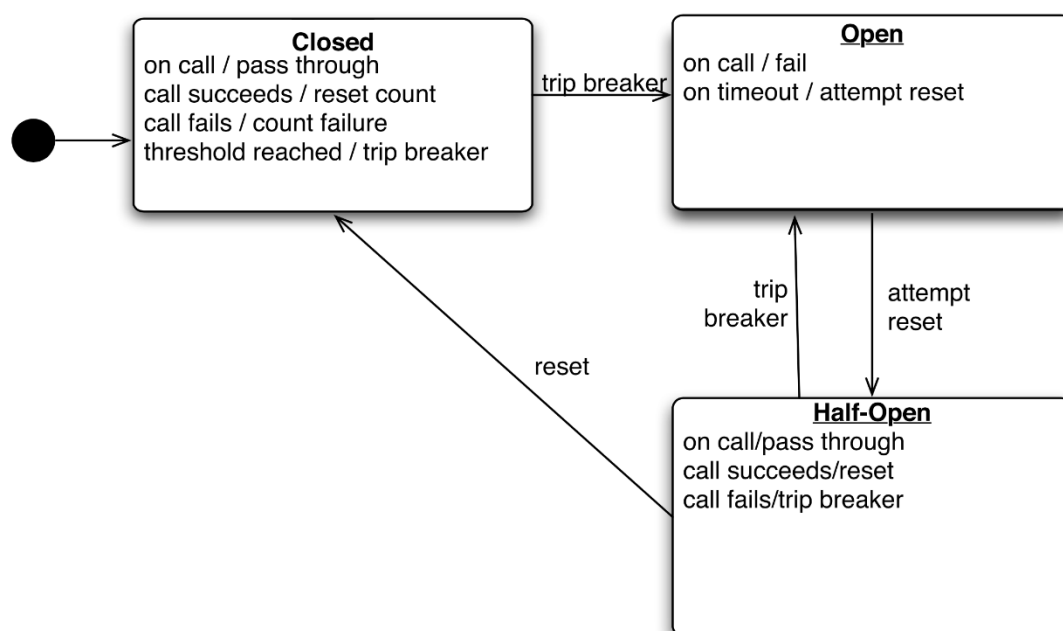 Closed
on call / pass through
call succeeds / reset count
call fails / count failure
threshold reached / trip breaker
trip breaker
Open
on call / fail
on timeout / attempt reset
trip
breaker
attempt
reset
reset
Half-Open
on call/pass through
call succeeds/reset
call fails/trip breaker